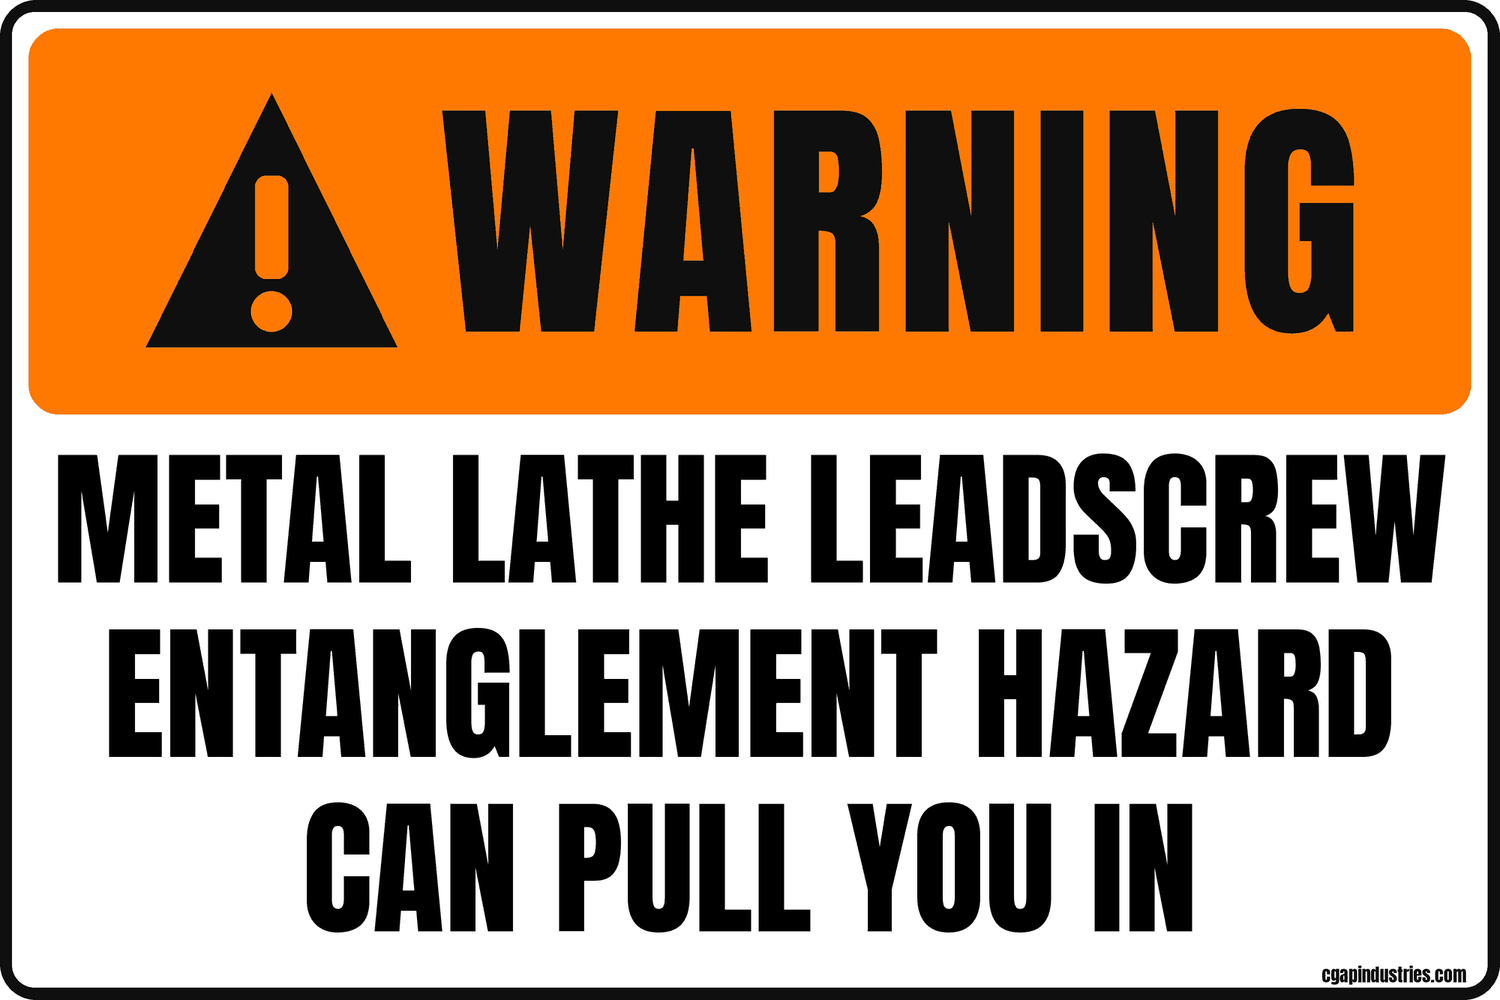 WARNING
METAL LATHE LEADSCREW
ENTANGLEMENT HAZARD
CAN PULL YOU IN
cgapindustries.com